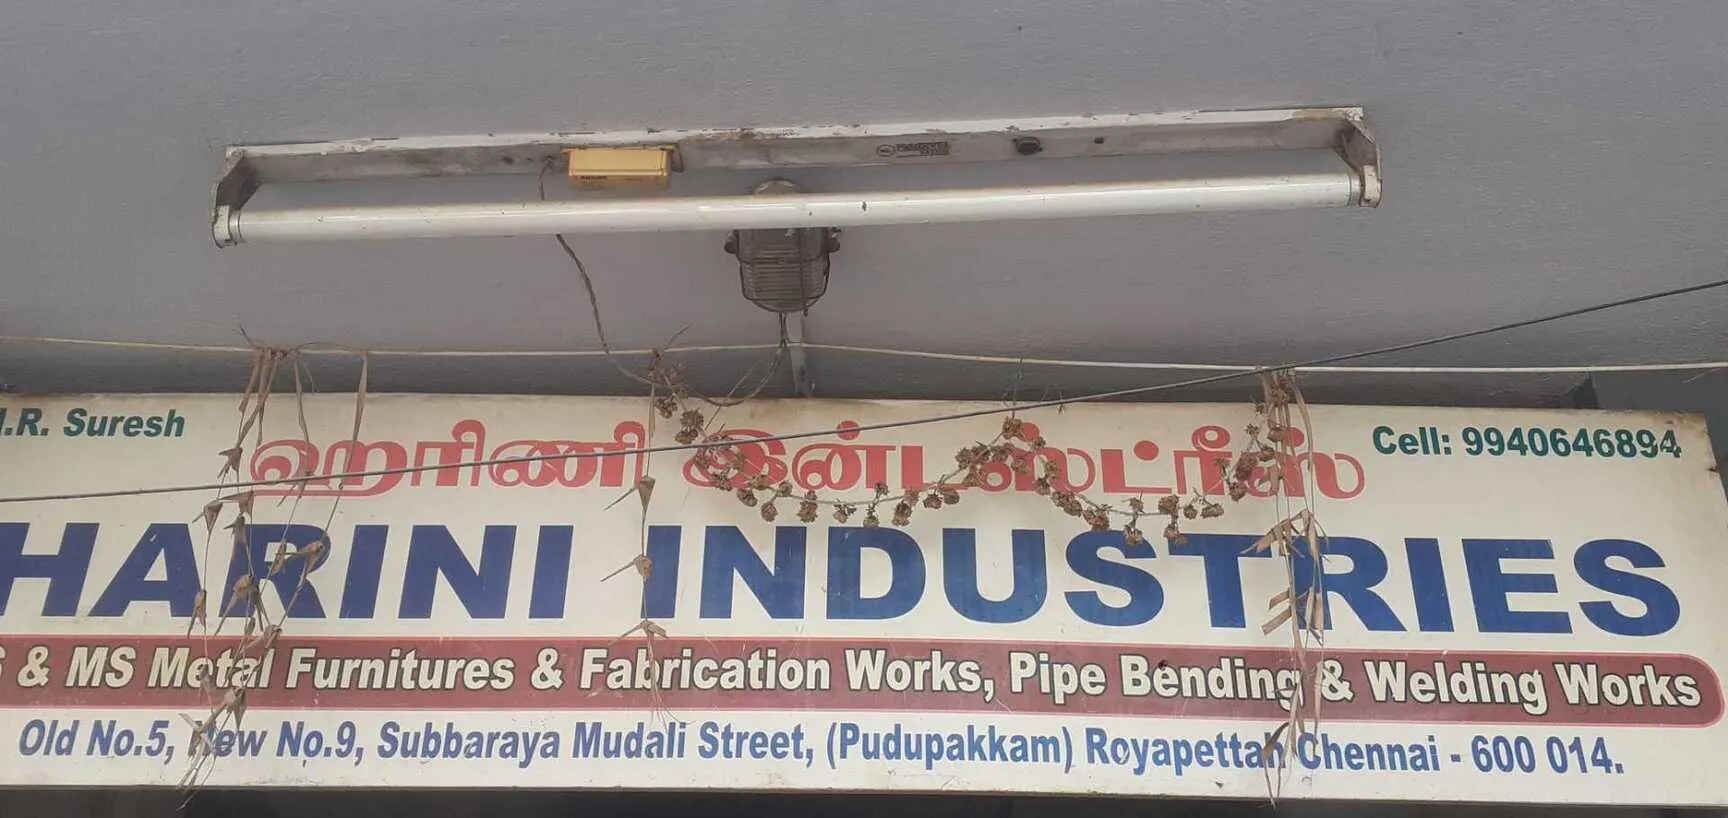 .R. Suresh
ஹரிணி இன்டஸ்ட்ரீஸ்
Cell: 9940646894
HARINI INDUSTRIES
& MS Metal Furnitures & Fabrication Works, Pipe Bending & Welding Works
Old No.5, New No.9, Subbaraya Mudali Street, (Pudupakkam) Royapettah Chennai - 600 014.